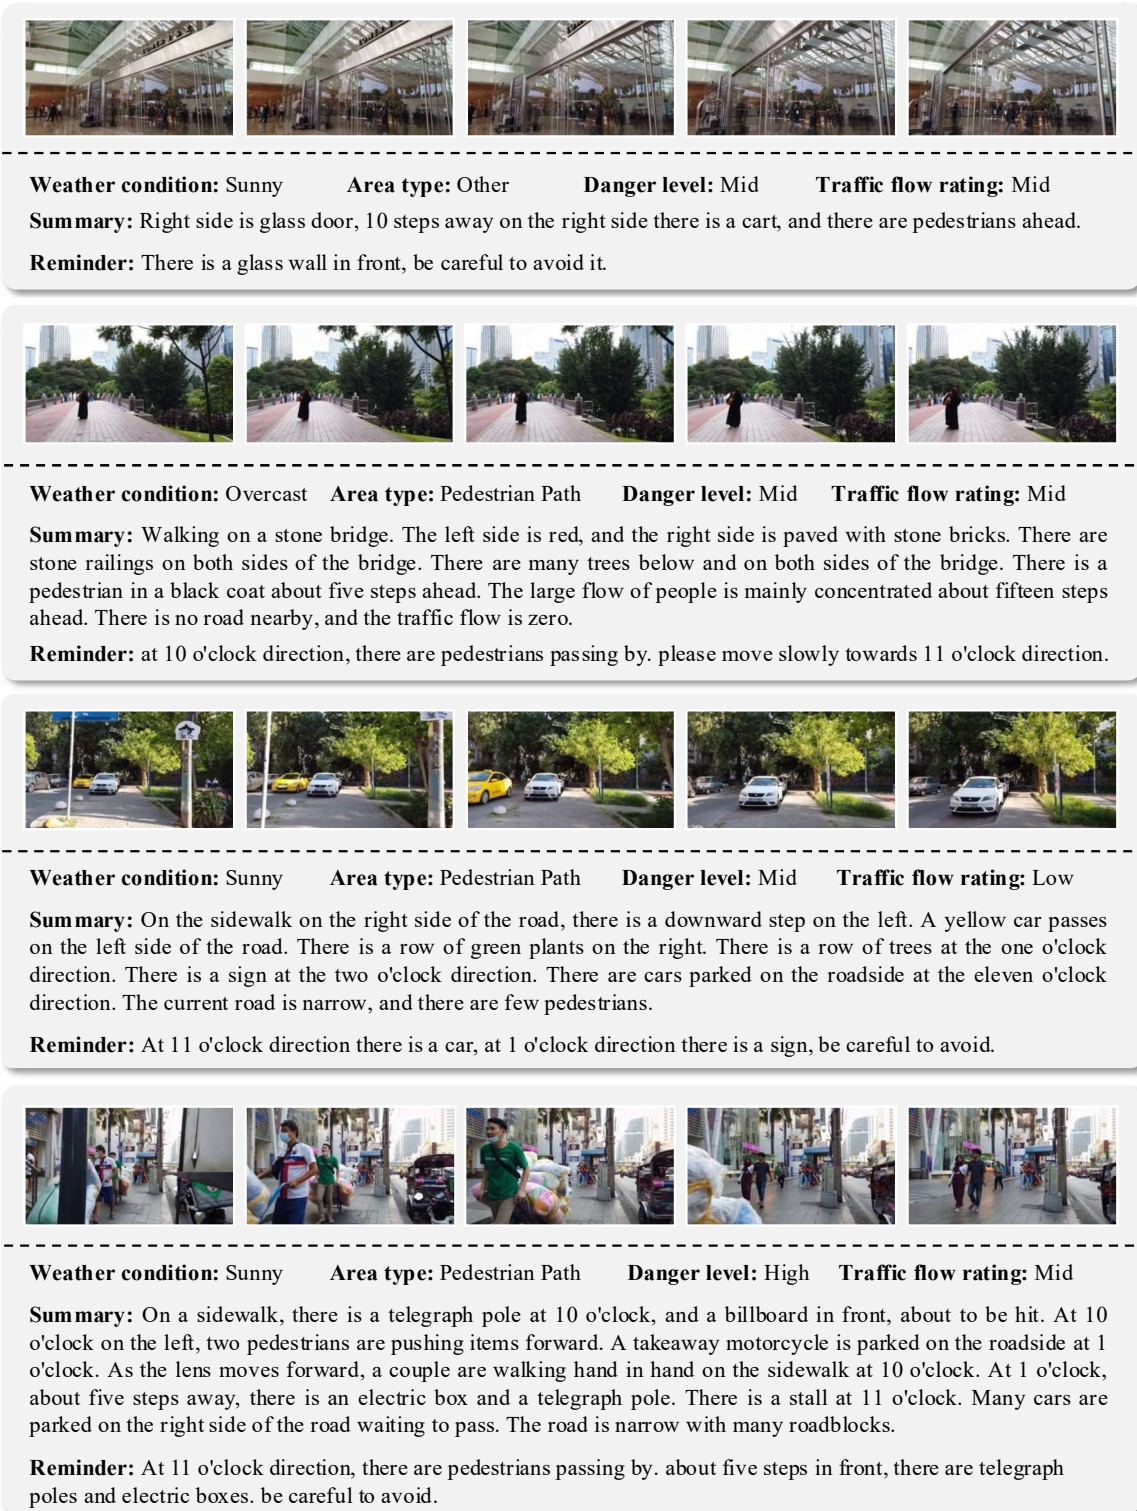 Weather condition: Sunny Area type: Other Danger level: Mid Traffic flow rating: Mid
Summary: Right side is glass door, 10 steps away on the right side there is a cart, and there are pedestrians ahead.
Reminder: There is a glass wall in front, be careful to avoid it.
Weather condition: Overcast Area type: Pedestrian Path Danger level: Mid Traffic flow rating: Mid
Summary: Walking on a stone bridge. The left side is red, and the right side is paved with stone bricks. There are
stone railings on both sides of the bridge. There are many trees below and on both sides of the bridge. There is a
pedestrian in a black coat about five steps ahead. The large flow of people is mainly concentrated about fifteen steps
ahead. There is no road nearby, and the traffic flow is zero.
Reminder: at 10 o'clock direction, there are pedestrians passing by. please move slowly towards 11 o'clock direction.
Weather condition: Sunny Area type: Pedestrian Path Danger level: Mid Traffic flow rating: Low
Summary: On the sidewalk on the right side of the road, there is a downward step on the left. A yellow car passes
on the left side of the road. There is a row of green plants on the right. There is a row of trees at the one o'clock
direction. There is a sign at the two o'clock direction. There are cars parked on the roadside at the eleven o'clock
direction. The current road is narrow, and there are few pedestrians.
Reminder: At 11 o'clock direction there is a car, at 1 o'clock direction there is a sign, be careful to avoid.
Weather condition: Sunny Area type: Pedestrian Path Danger level: High Traffic flow rating: Mid
Summary: On a sidewalk, there is a telegraph pole at 10 o'clock, and a billboard in front, about to be hit. At 10
o'clock on the left, two pedestrians are pushing items forward. A takeaway motorcycle is parked on the roadside at 1
o'clock. As the lens moves forward, a couple are walking hand in hand on the sidewalk at 10 o'clock. At 1 o'clock,
about five steps away, there is an electric box and a telegraph pole. There is a stall at 11 o'clock. Many cars are
parked on the right side of the road waiting to pass. The road is narrow with many roadblocks.
Reminder: At 11 o'clock direction, there are pedestrians passing by. about five steps in front, there are telegraph
poles and electric boxes. be careful to avoid.